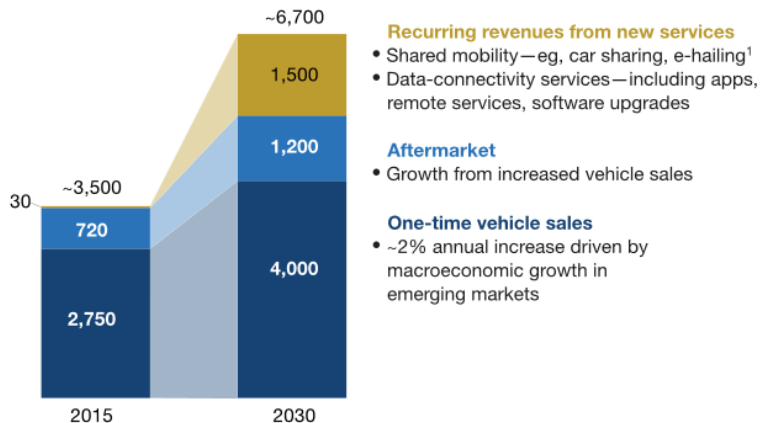 ~6,700
1,500
1,200
4,000
2030
~3,500
30
720
2,750
2015
Recurring revenues from new services
• Shared mobility—eg, car sharing, e-hailing¹
• Data-connectivity services—including apps,
remote services, software upgrades
Aftermarket
• Growth from increased vehicle sales
One-time vehicle sales
• ~2% annual increase driven by
macroeconomic growth in
emerging markets